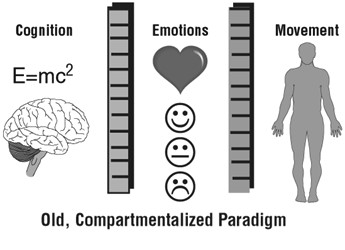 Cognition
Emotions
Movement
E=mc²
Old, Compartmentalized Paradigm